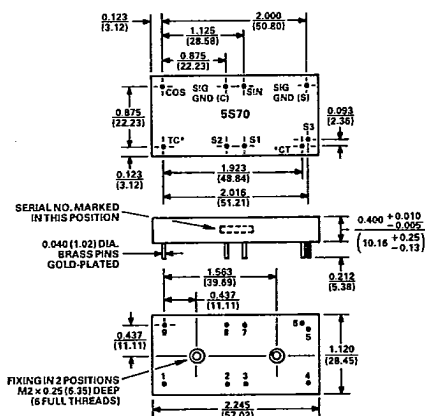 0.123
(3.12)
2.000
(50.80)
1.125
(28.58)
0.875
(22.23)
COS
SIG
GND (C)
SIN
SIG
GND (S)
5S70
0.875
(22.23)
0.093
(2.36)
TC*
S2
S1
S3
*CT
0.123
(3.12)
1.923
(48.84)
2.016
(51.21)
SERIAL NO. MARKED
IN THIS POSITION
0.400 +0.010
-0.005
(10.16 +0.25
-0.13)
0.040 (1.02) DIA.
BRASS PINS
GOLD-PLATED
0.212
(5.38)
1.563
(39.69)
0.437
(11.11)
0.437
(11.11)
9
8
7
6
5
1.120
(28.45)
FIXING IN 2 POSITIONS
M2 × 0.25 (6.35) DEEP
(6 FULL THREADS)
1
2
3
4
2.245
(57.02)